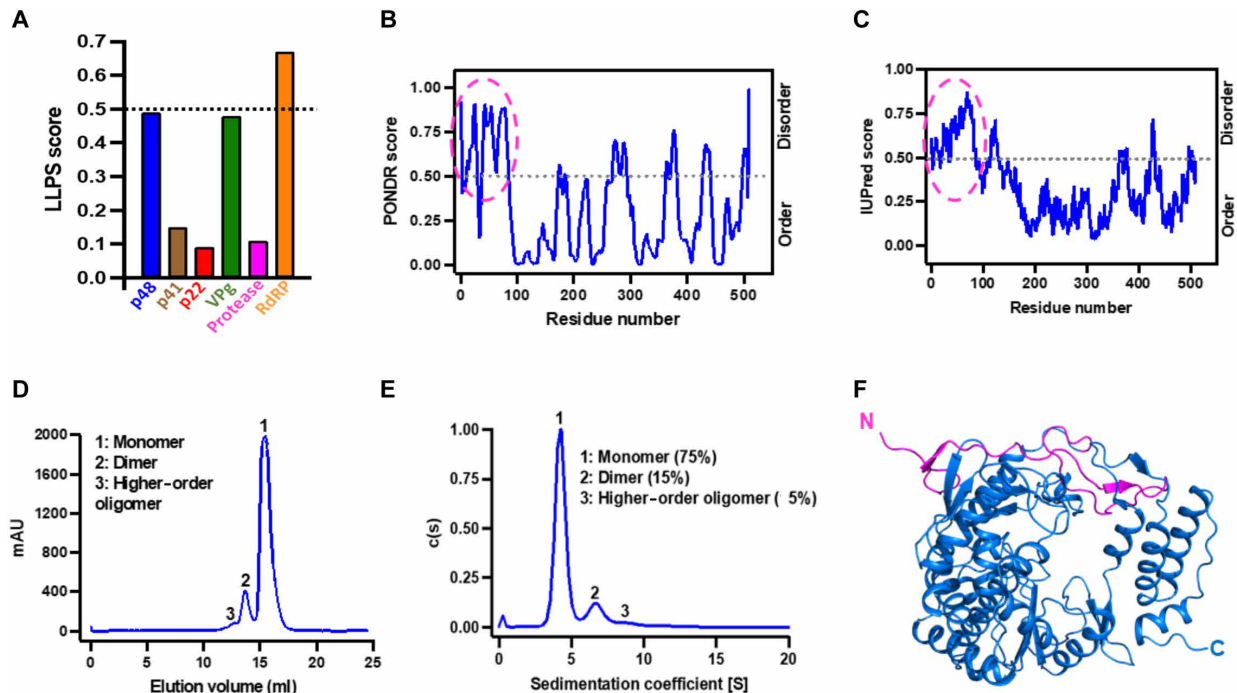 A
LLPS score
0.7
0.6
0.5
0.4
0.3
0.2
0.1
0.0
p48
p41
p22
VPg
Protease
RdRP
B
PONDR score
1.00
0.75
0.50
0.25
0.00
0 100 200 300 400 500
Residue number
Disorder
Order
C
IUPred score
1.00
0.75
0.50
0.25
0.00
0 100 200 300 400 500
Residue number
Disorder
Order
D
mAU
2000
1600
1200
800
400
0
1: Monomer
2: Dimer
3: Higher-order
oligomer
1
2
3
0 5 10 15 20 25
Elution volume (ml)
E
c(s)
1.00
0.75
0.50
0.25
0.00
1
1: Monomer (75%)
2: Dimer (15%)
3: Higher-order oligomer ( 5%)
2
3
0 5 10 15 20
Sedimentation coefficient [S]
F
N
C